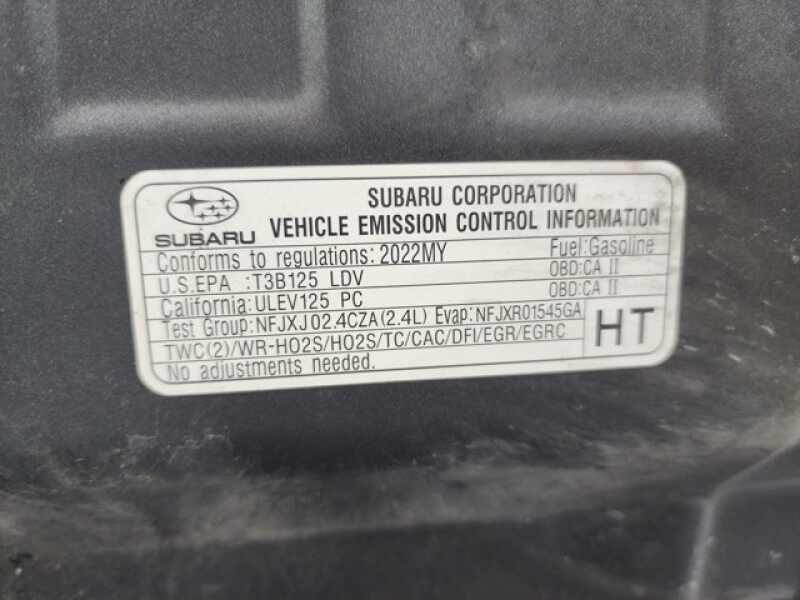 SUBARU
SUBARU CORPORATION
VEHICLE EMISSION CONTROL INFORMATION
Conforms to regulations:2022MY Fuel:Gasoline
U.S.EPA :T3B125 LDV OBD:CA II
California:ULEV125 PC OBD:CA II
Test Group:NFJXJ02.4CZA(2.4L) Evap:NFJXR01545GA
TWC(2)/WR-HO2S/HO2S/TC/CAC/DFI/EGR/EGRC
No adjustments needed.
HT